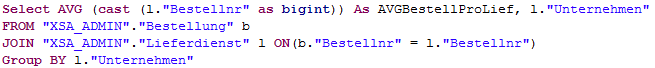 Select AVG (cast (l."Bestellnr" as bigint)) As AVGBestellProLief, l."Unternehmen"
FROM "XSA_ADMIN"."Bestellung" b
JOIN "XSA_ADMIN"."Lieferdienst" l ON(b."Bestellnr" = l."Bestellnr")
Group BY l."Unternehmen"